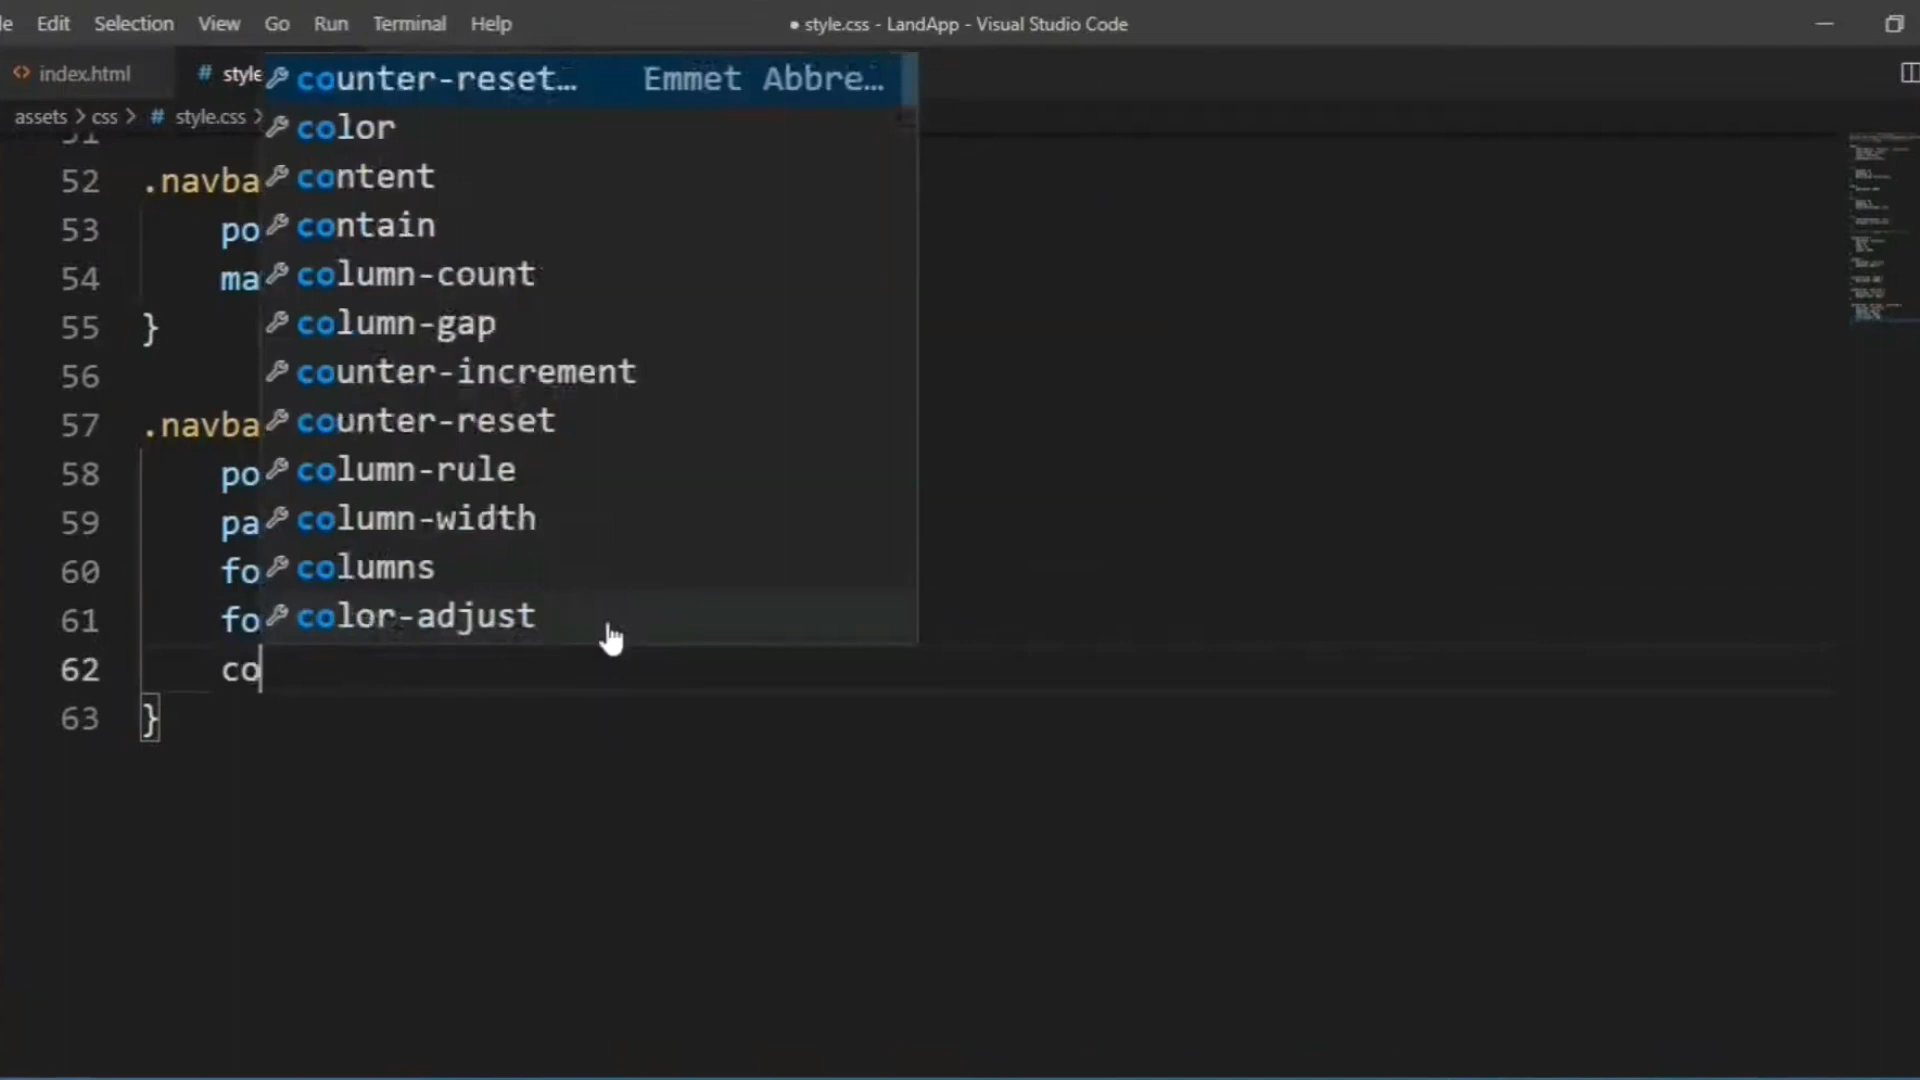 Edit Selection View Go Run Terminal Help ● style.css - LandApp - Visual Studio Code
index.html # style
assets > css > # style.css >
counter-reset… Emmet Abbre…
color
content
contain
column-count
column-gap
counter-increment
counter-reset
column-rule
column-width
columns
color-adjust
51
52 .navba
53 po
54 ma
55 }
56
57 .navba
58 po
59 pa
60 fo
61 fo
62 co
63 }